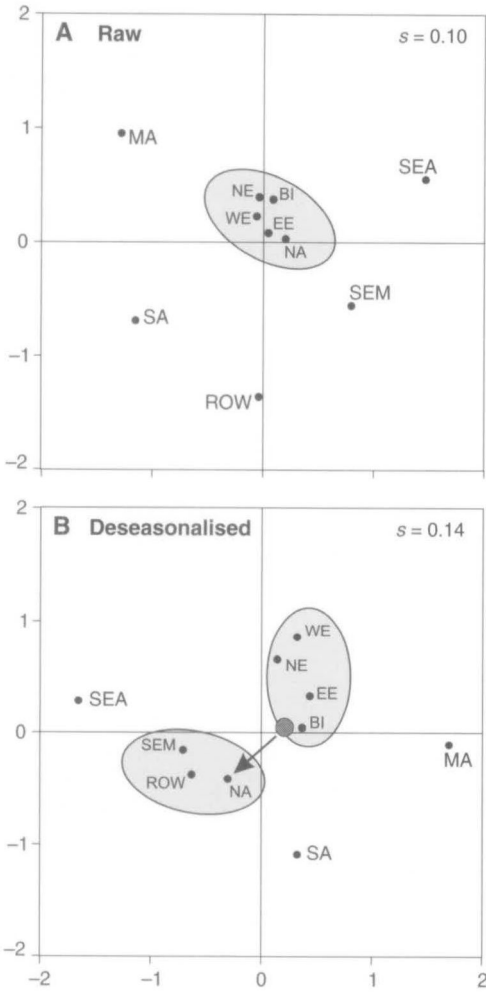 2
A Raw s = 0.10
1
MA
SEA
NE BI
WE EE
0
NA
SEM
SA
-1
ROW
-2
2
B Deseasonalised s = 0.14
1
WE
NE
EE
SEA
BI
0
SEM
MA
ROW NA
-1
SA
-2
-2 -1 0 1 2